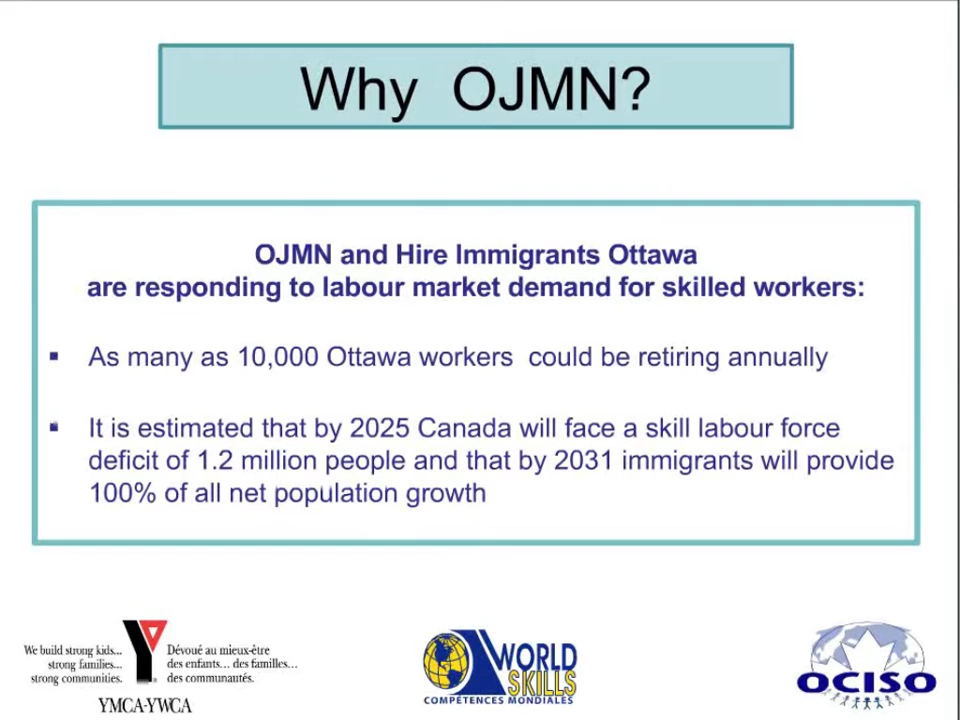 Why OJMN?
OJMN and Hire Immigrants Ottawa
are responding to labour market demand for skilled workers:
▪ As many as 10,000 Ottawa workers could be retiring annually
▪ It is estimated that by 2025 Canada will face a skill labour force
deficit of 1.2 million people and that by 2031 immigrants will provide
100% of all net population growth
We build strong kids...
strong families...
strong communities.
Dévoué au mieux-être
des enfants... des familles...
des communautés.
YMCA-YWCA
WORLD
SKILLS
COMPÉTENCES MONDIALES
OCISO